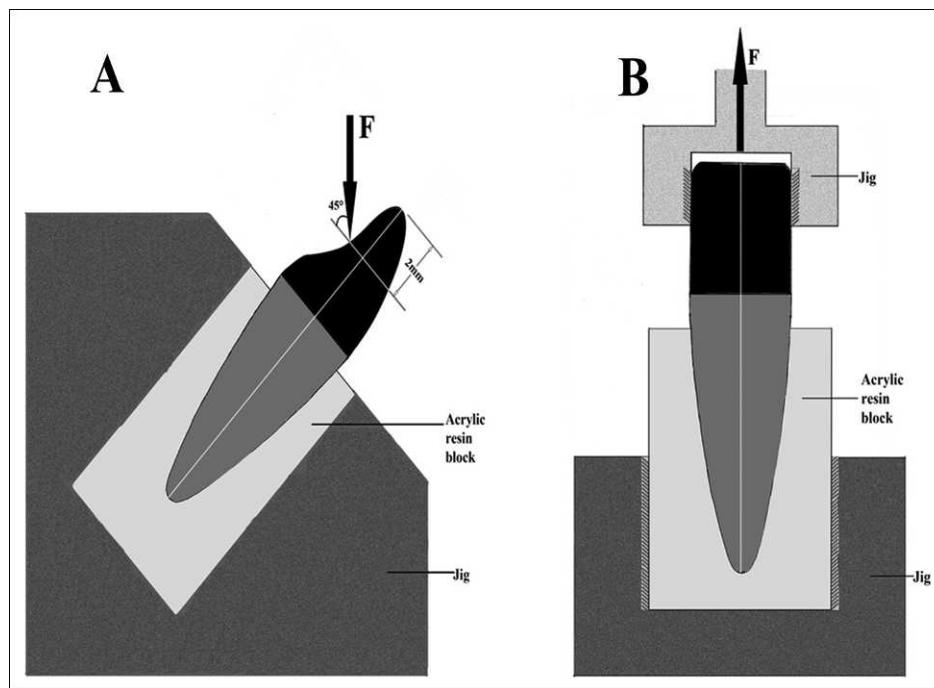 A
F
45°
2mm
Acrylic
resin
block
Jig
B
F
Jig
Acrylic
resin
block
Jig